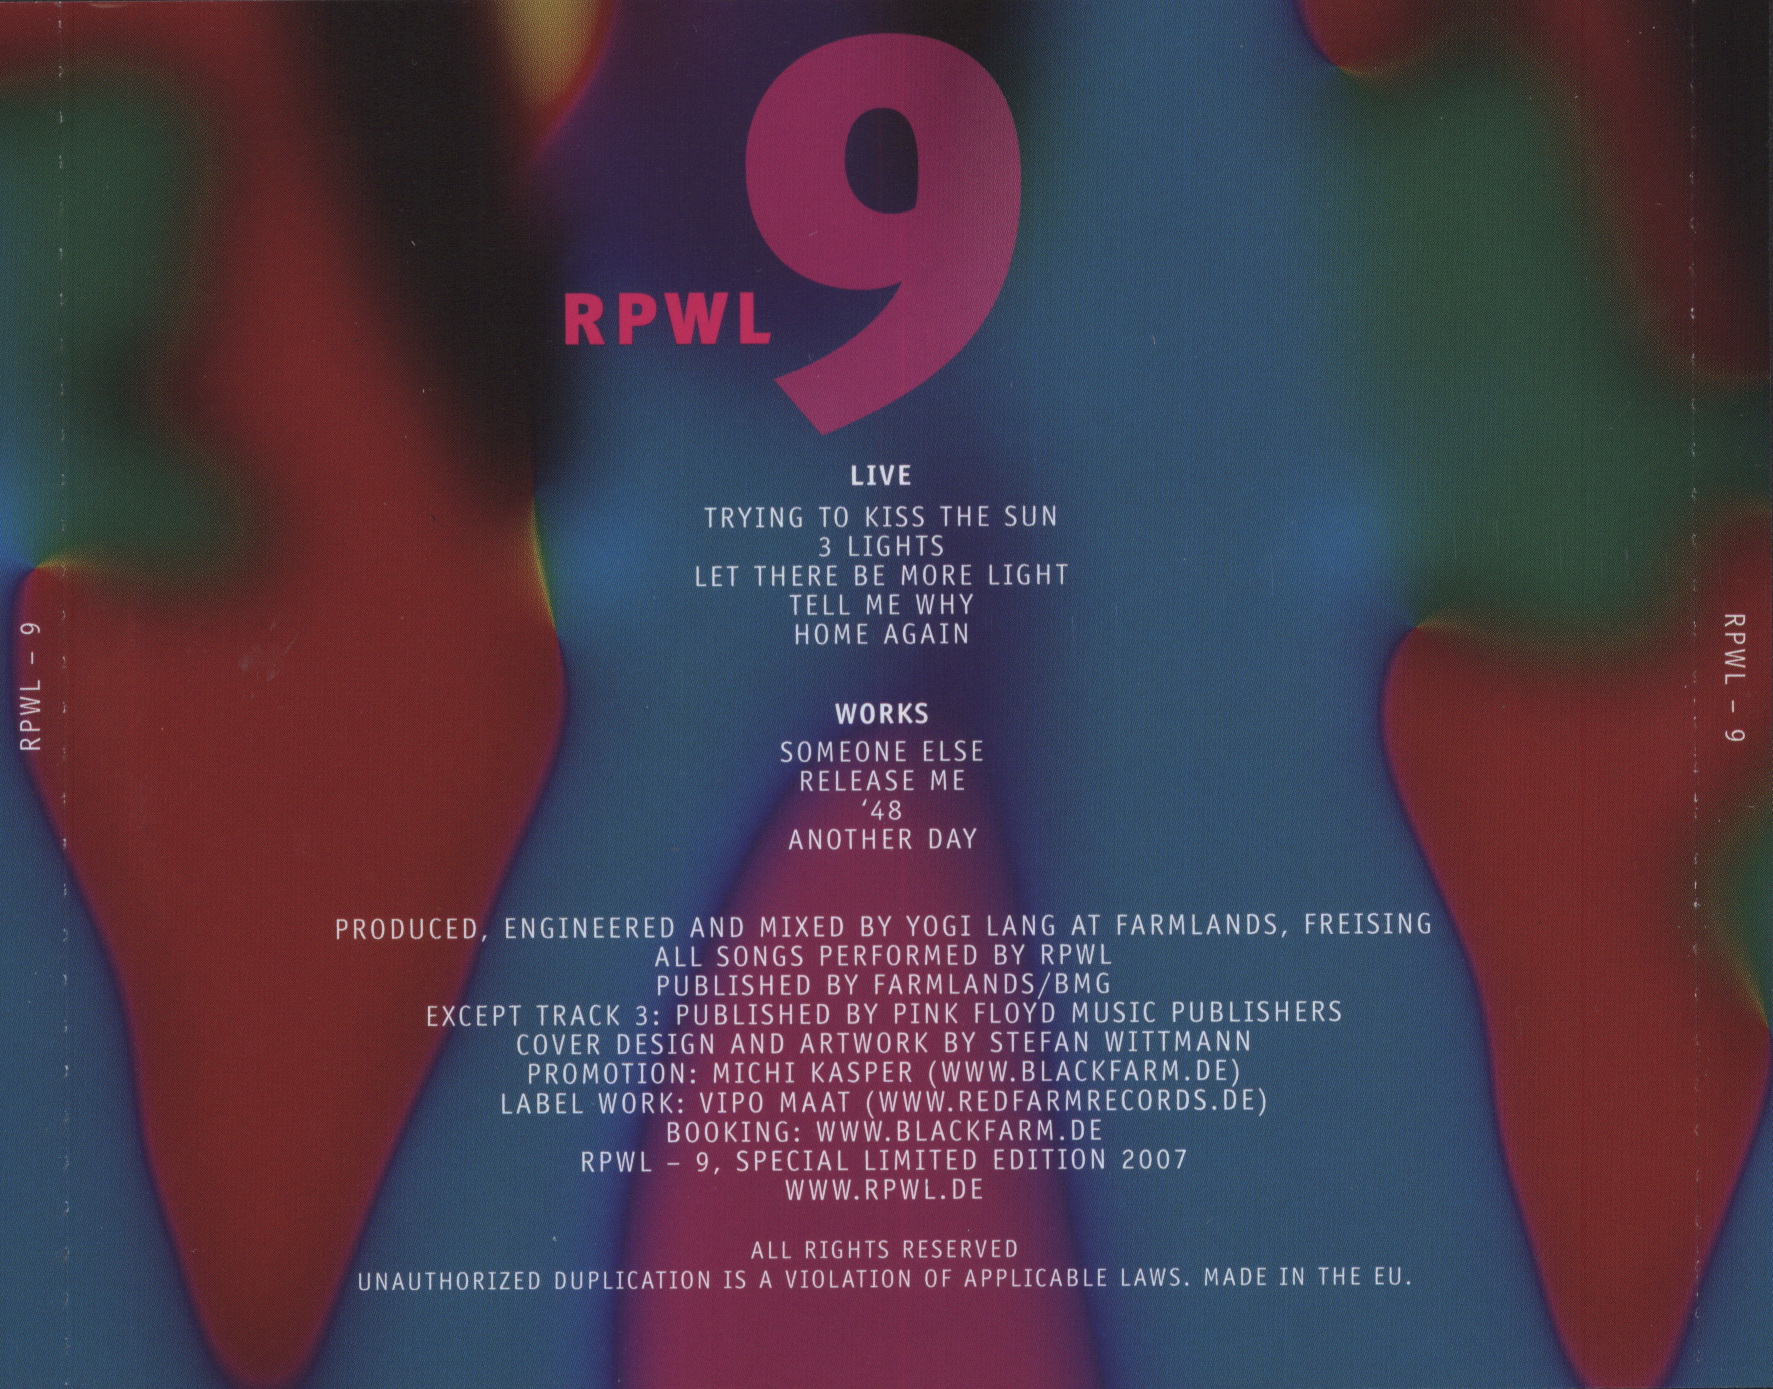 9
RPWL
LIVE
TRYING TO KISS THE SUN
3 LIGHTS
LET THERE BE MORE LIGHT
TELL ME WHY
HOME AGAIN
WORKS
SOMEONE ELSE
RELEASE ME
‘48
ANOTHER DAY
PRODUCED, ENGINEERED AND MIXED BY YOGI LANG AT FARMLANDS, FREISING
ALL SONGS PERFORMED BY RPWL
PUBLISHED BY FARMLANDS/BMG
EXCEPT TRACK 3: PUBLISHED BY PINK FLOYD MUSIC PUBLISHERS
COVER DESIGN AND ARTWORK BY STEFAN WITTMANN
PROMOTION: MICHI KASPER (WWW.BLACKFARM.DE)
LABEL WORK: VIPO MAAT (WWW.REDFARMRECORDS.DE)
BOOKING: WWW.BLACKFARM.DE
RPWL – 9, SPECIAL LIMITED EDITION 2007
WWW.RPWL.DE
ALL RIGHTS RESERVED
UNAUTHORIZED DUPLICATION IS A VIOLATION OF APPLICABLE LAWS. MADE IN THE EU.
RPWL – 9
RPWL – 9